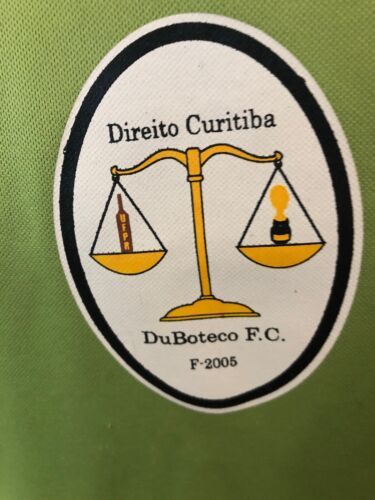 Direito Curitiba
UFPR
DuBoteco F.C.
F-2005